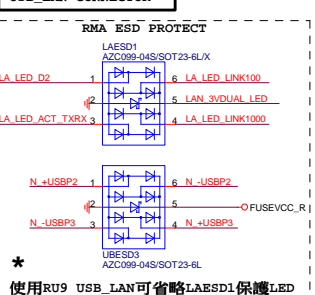 RMA ESD PROTECT
LAESD1
AZC099-04S/SOT23-6L/X
LA_LED_D2 1 6 LA_LED_LINK100
2 5 LAN_3VDUAL_LED
LA_LED_ACT_TXRX 3 4 LA_LED_LINK1000
N_+USBP2 1 6 N_-USBP2
2 5 FUSEVCC_R
N_-USBP3 3 4 N_+USBP3
UBESD3
AZC099-04S/SOT23-6L
*
使用RU9 USB_LAN可省略LAESD1保護LED